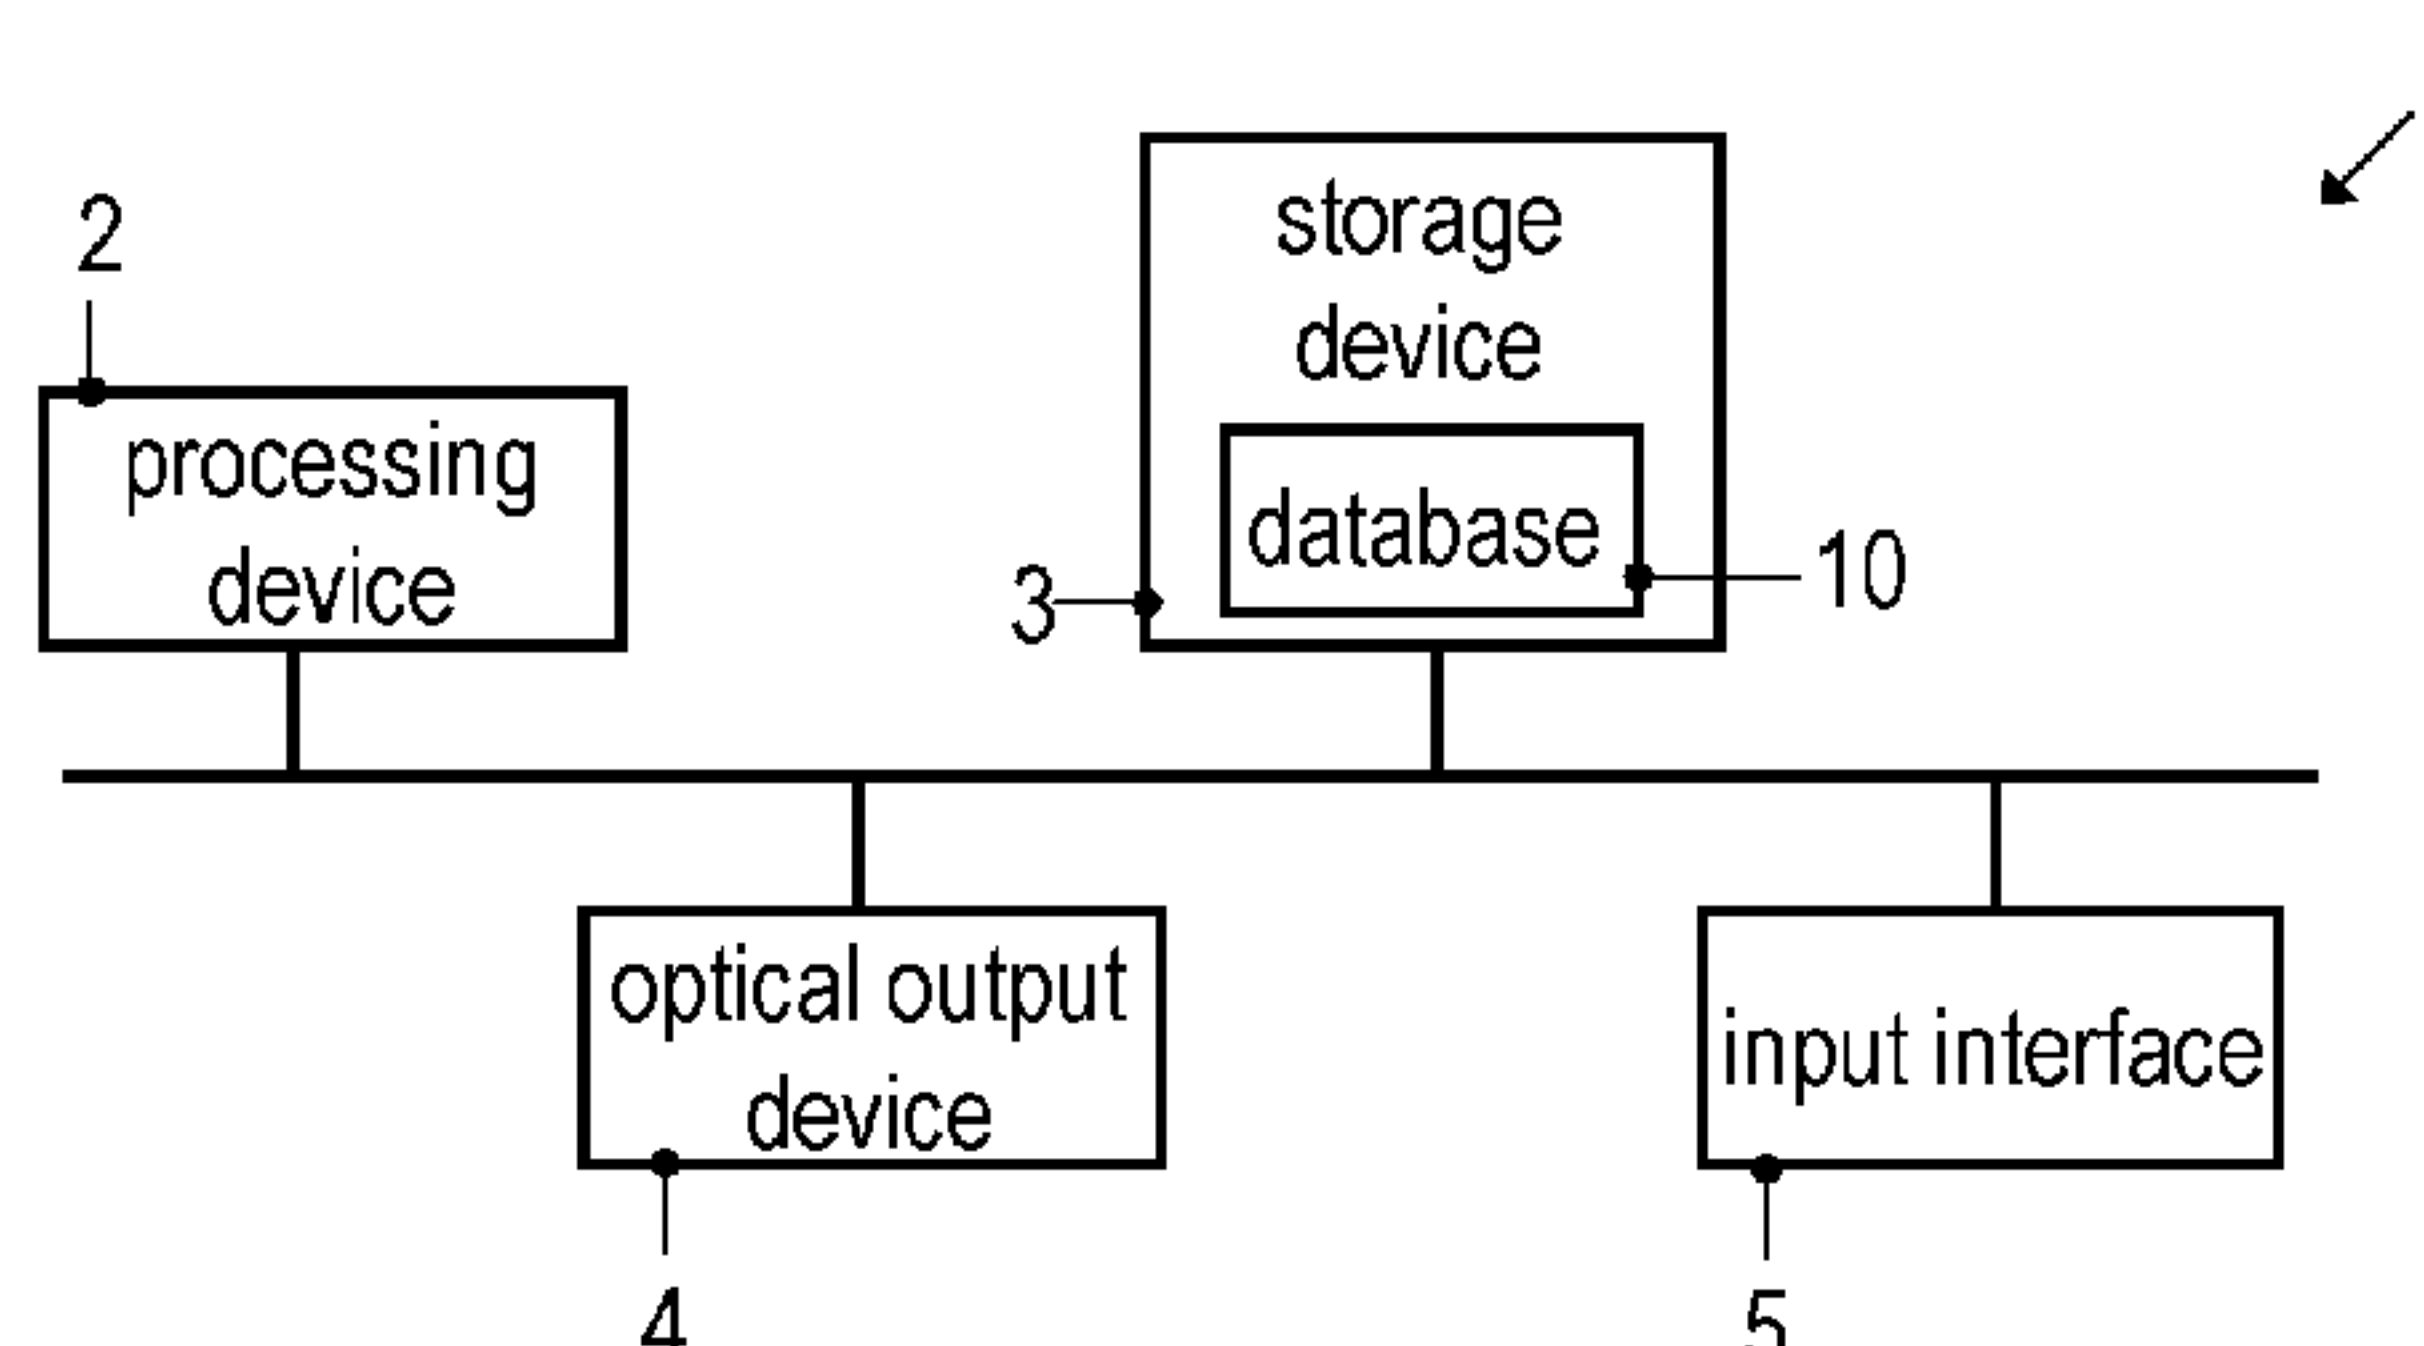 storage
device
2
processing
device
database
10
3
optical output
device
input interface
4
5